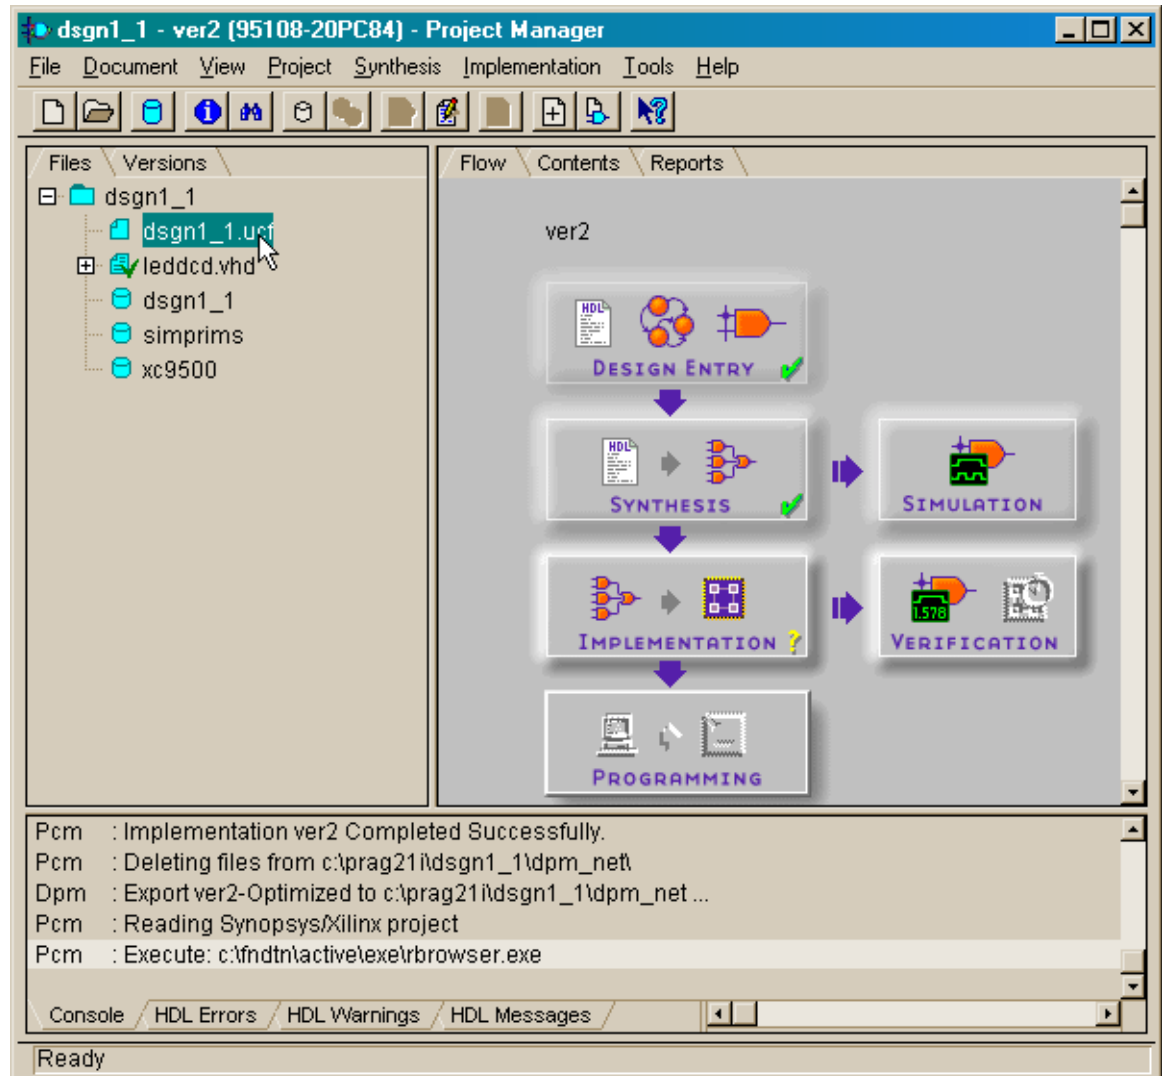 dsgn1_1 - ver2 (95108-20PC84) - Project Manager
File Document View Project Synthesis Implementation Tools Help
Files Versions
dsgn1_1
dsgn1_1.ucf
leddcd.vhd
dsgn1_1
simprims
xc9500
Flow Contents Reports
ver2
HDL
DESIGN ENTRY
HDL
SYNTHESIS
SIMULATION
IMPLEMENTATION ?
1.578
VERIFICATION
PROGRAMMING
Pcm : Implementation ver2 Completed Successfully.
Pcm : Deleting files from c:\prag21i\dsgn1_1\dpm_net\
Dpm : Export ver2-Optimized to c:\prag21i\dsgn1_1\dpm_net ...
Pcm : Reading Synopsys/Xilinx project
Pcm : Execute: c:\fndtn\active\exe\rbrowser.exe
Console HDL Errors HDL Warnings HDL Messages
Ready